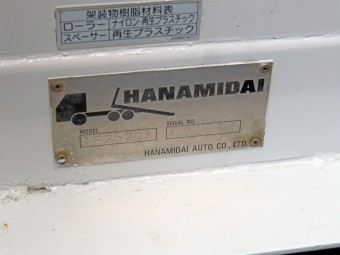 架装物樹脂材料表
ローラー ナイロン・再生プラスチック
スペーサー 再生プラスチック
HANAMIDAI
MODEL
SERIAL NO.
HANAMIDAI AUTO CO., LTD.